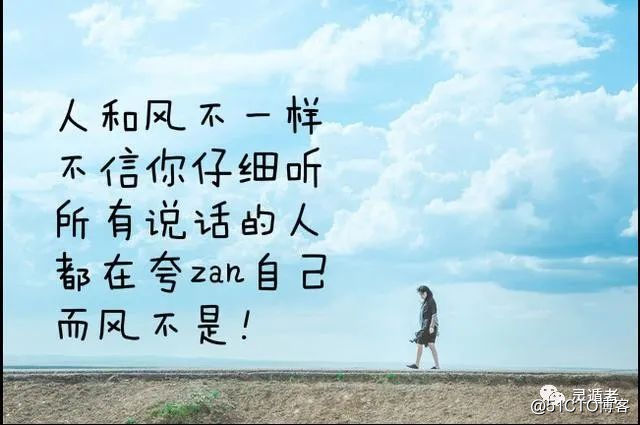 人和风不一样
不信你仔细听
所有说话的人
都在夸zan自己
而风不是!
灵遁者
@51CTO博客